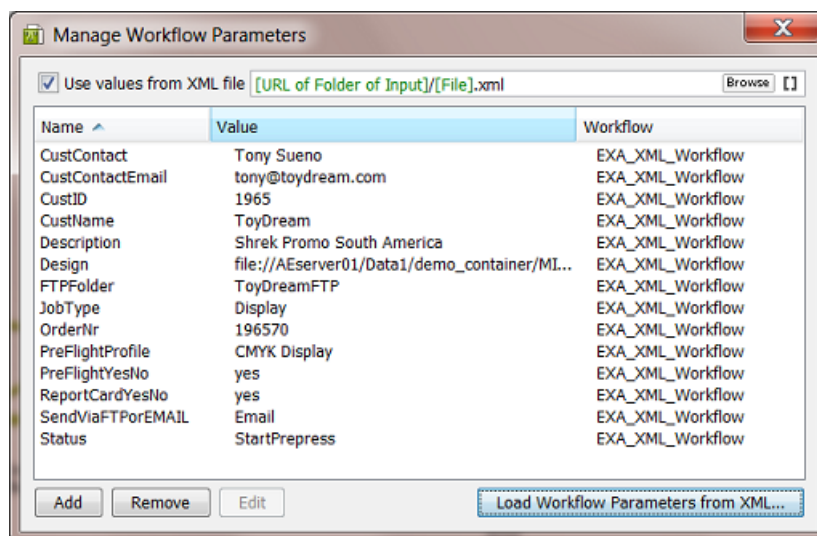 Manage Workflow Parameters
Use values from XML file [URL of Folder of Input]/[File].xml Browse []
Name Value Workflow
CustContact Tony Sueno EXA_XML_Workflow
CustContactEmail tony@toydream.com EXA_XML_Workflow
CustID 1965 EXA_XML_Workflow
CustName ToyDream EXA_XML_Workflow
Description Shrek Promo South America EXA_XML_Workflow
Design file://AEserver01/Data1/demo_container/MI... EXA_XML_Workflow
FTPFolder ToyDreamFTP EXA_XML_Workflow
JobType Display EXA_XML_Workflow
OrderNr 196570 EXA_XML_Workflow
PreFlightProfile CMYK Display EXA_XML_Workflow
PreFlightYesNo yes EXA_XML_Workflow
ReportCardYesNo yes EXA_XML_Workflow
SendViaFTPorEMAIL Email EXA_XML_Workflow
Status StartPrepress EXA_XML_Workflow
Add Remove Edit Load Workflow Parameters from XML...